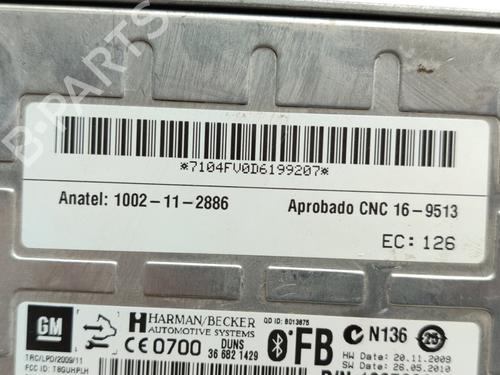 *7104FV0D6199207*
Anatel: 1002-11-2886 Aprobado CNC 16-9513
EC: 126
GM
HARMAN/BECKER
AUTOMOTIVE SYSTEMS
QD ID: B013875
FB
N136
CE 0700
DUNS
36 682 1429
TRC/LPD/2009/11
FCC ID: T8GUHPLH
HW Date: 20.11.2009
SW Date: 26.05.2010
B-PARTS